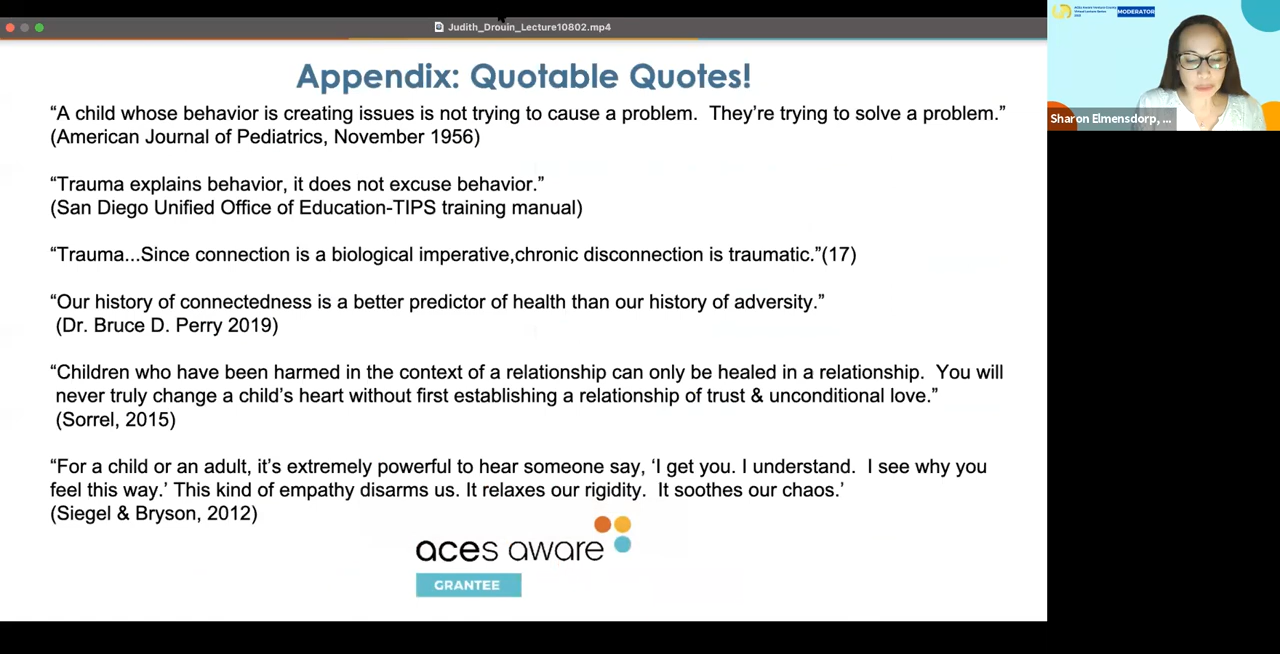 Judith_Drouin_Lecture10802.mp4
MODERATOR
Sharon Elmensdorp, ...
Appendix: Quotable Quotes!
“A child whose behavior is creating issues is not trying to cause a problem.  They’re trying to solve a problem.”
(American Journal of Pediatrics, November 1956)
“Trauma explains behavior, it does not excuse behavior.”
(San Diego Unified Office of Education-TIPS training manual)
“Trauma...Since connection is a biological imperative,chronic disconnection is traumatic.”(17)
“Our history of connectedness is a better predictor of health than our history of adversity.”
(Dr. Bruce D. Perry 2019)
“Children who have been harmed in the context of a relationship can only be healed in a relationship.  You will
never truly change a child’s heart without first establishing a relationship of trust & unconditional love.”
(Sorrel, 2015)
“For a child or an adult, it’s extremely powerful to hear someone say, ‘I get you. I understand.  I see why you
feel this way.’ This kind of empathy disarms us. It relaxes our rigidity.  It soothes our chaos.’
(Siegel & Bryson, 2012)
aces aware
GRANTEE